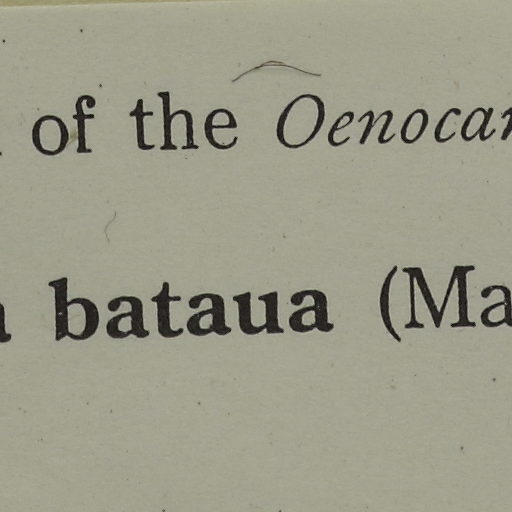 of the Oenocar
a bataua (Ma